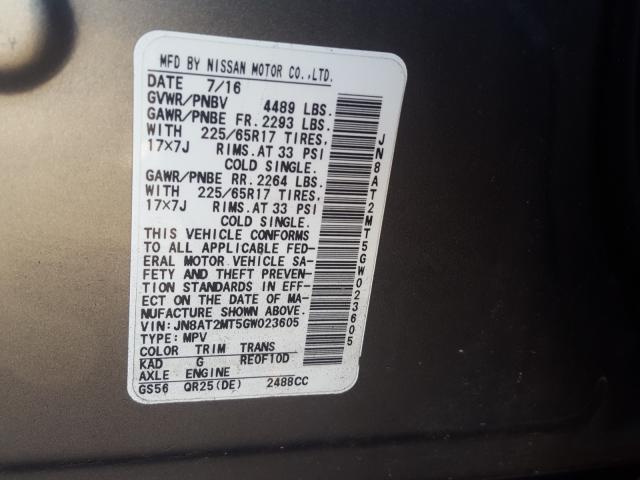 MFD BY NISSAN MOTOR CO.,LTD.
DATE 7/16
GVWR/PNBV 4489 LBS.
GAWR/PNBE FR. 2293 LBS.
WITH 225/65R17 TIRES,
17×7J RIMS.AT 33 PSI
COLD SINGLE.
GAWR/PNBE RR. 2264 LBS.
WITH 225/65R17 TIRES,
17×7J RIMS.AT 33 PSI
COLD SINGLE.
THIS VEHICLE CONFORMS
TO ALL APPLICABLE FED-
ERAL MOTOR VEHICLE SA-
FETY AND THEFT PREVEN-
TION STANDARDS IN EFF-
ECT ON THE DATE OF MA-
NUFACTURE SHOWN ABOVE.
VIN: JN8AT2MT5GW023605
TYPE: MPV
COLOR TRIM TRANS
KAD G RE0F10D
AXLE ENGINE
GS56 QR25(DE) 2488CC
JN8AT2MT5GW023605